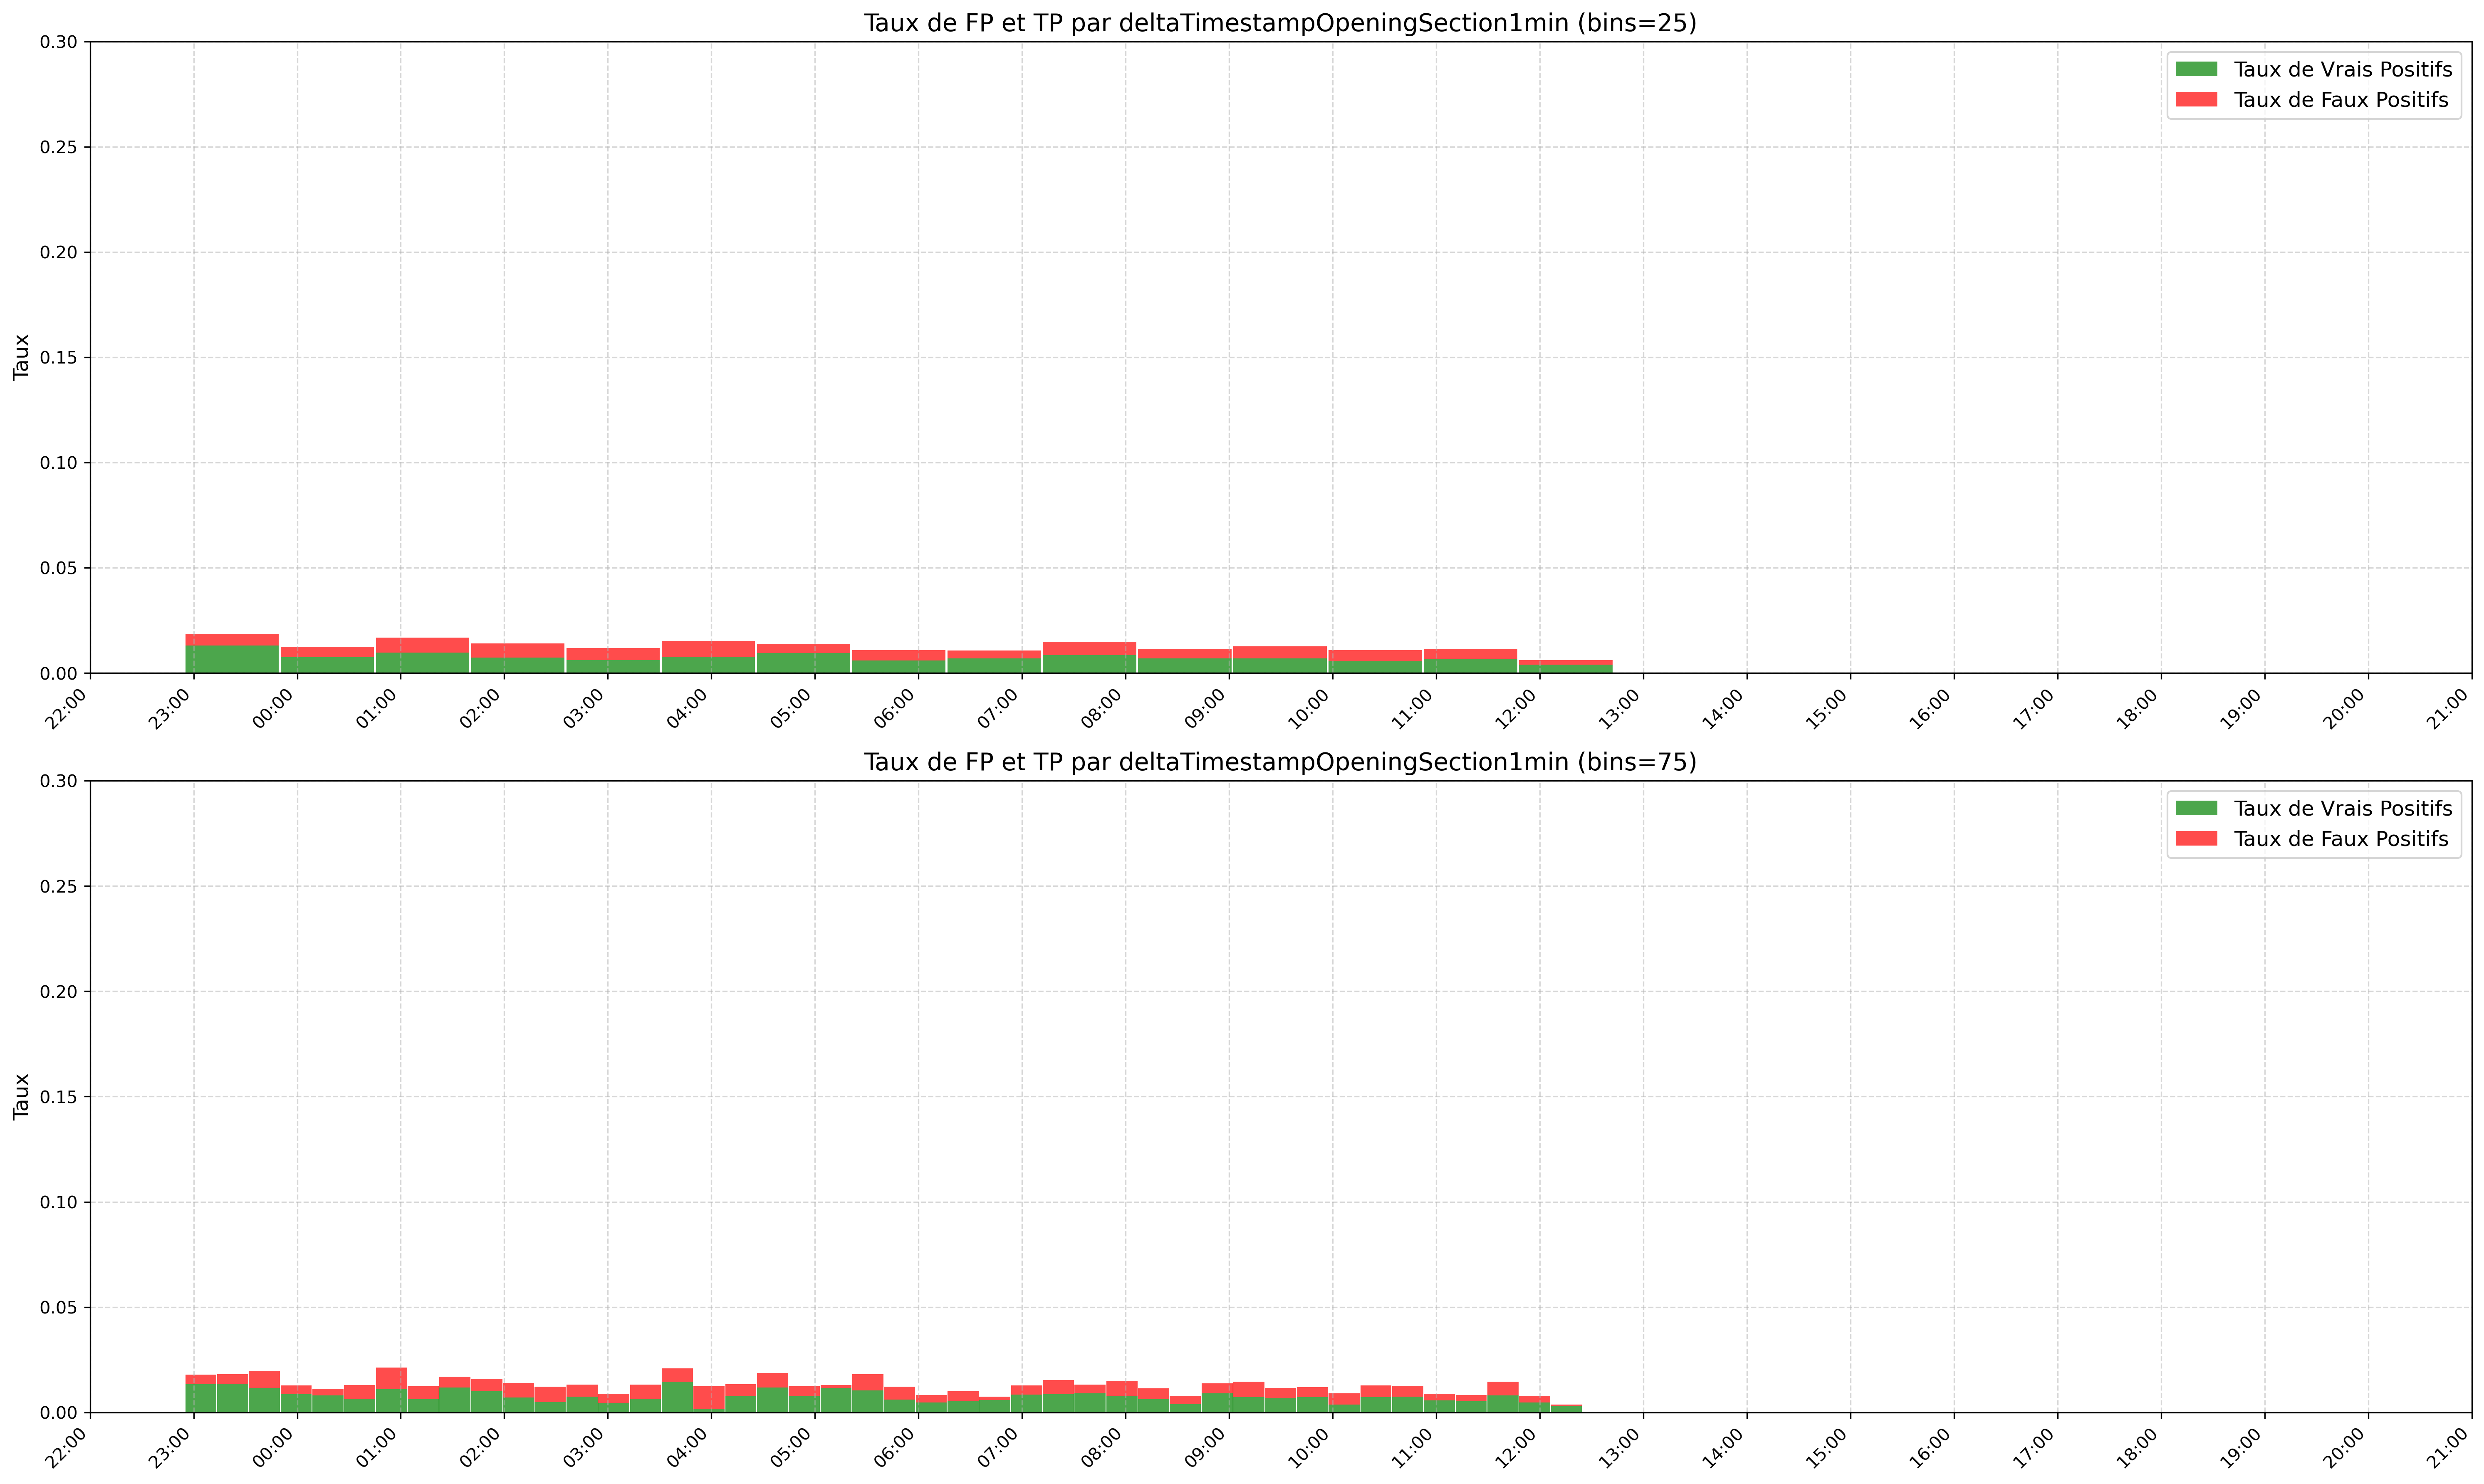 Taux de FP et TP par deltaTimestampOpeningSection1min (bins=25)
Taux de Vrais Positifs
Taux de Faux Positifs
Taux
0.30
0.25
0.20
0.15
0.10
0.05
0.00
22:00 23:00 00:00 01:00 02:00 03:00 04:00 05:00 06:00 07:00 08:00 09:00 10:00 11:00 12:00 13:00 14:00 15:00 16:00 17:00 18:00 19:00 20:00 21:00
Taux de FP et TP par deltaTimestampOpeningSection1min (bins=75)
Taux de Vrais Positifs
Taux de Faux Positifs
Taux
0.30
0.25
0.20
0.15
0.10
0.05
0.00
22:00 23:00 00:00 01:00 02:00 03:00 04:00 05:00 06:00 07:00 08:00 09:00 10:00 11:00 12:00 13:00 14:00 15:00 16:00 17:00 18:00 19:00 20:00 21:00